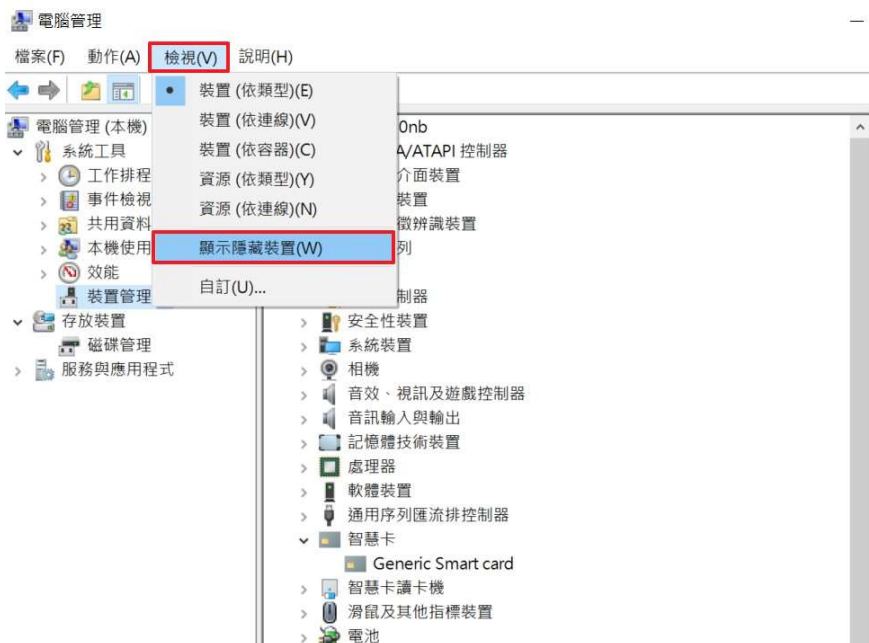 電腦管理
檔案(F) 動作(A) 檢視(V) 說明(H)
裝置 (依類型)(E)
裝置 (依連線)(V)
裝置 (依容器)(C)
資源 (依類型)(Y)
資源 (依連線)(N)
顯示隱藏裝置(W)
自訂(U)...
電腦管理 (本機)
系統工具
工作排程
事件檢視
共用資料
本機使用
效能
裝置管理
存放裝置
磁碟管理
服務與應用程式
0nb
A/ATAPI 控制器
介面裝置
裝置
徵辨識裝置
列
制器
安全性裝置
系統裝置
相機
音效、視訊及遊戲控制器
音訊輸入與輸出
記憶體技術裝置
處理器
軟體裝置
通用序列匯流排控制器
智慧卡
Generic Smart card
智慧卡讀卡機
滑鼠及其他指標裝置
電池